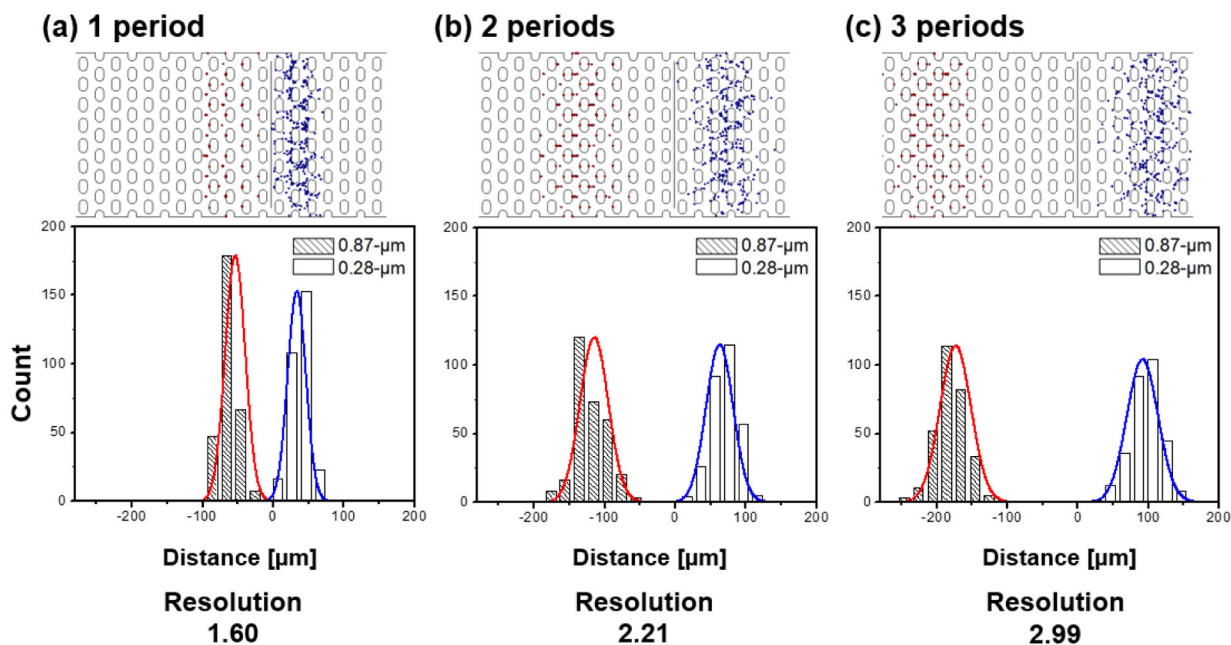 (a) 1 period
(b) 2 periods
(c) 3 periods
Count
200
150
100
50
0
0.87-µm
0.28-µm
-200 -100 0 100 200
Distance [µm]
Resolution
1.60
200
150
100
50
0
0.87-µm
0.28-µm
-200 -100 0 100 200
Distance [µm]
Resolution
2.21
200
150
100
50
0
0.87-µm
0.28-µm
-200 -100 0 100 200
Distance [µm]
Resolution
2.99